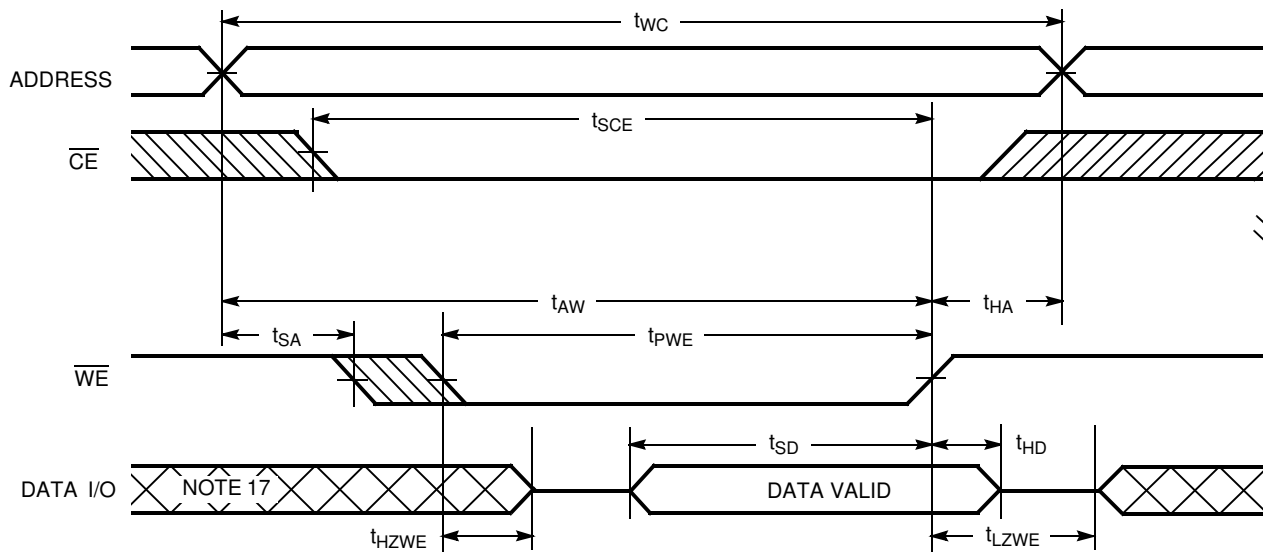 tWC
ADDRESS
tSCE
CE
tAW
tHA
tSA
tPWE
WE
tSD
tHD
DATA I/O
NOTE 17
DATA VALID
tHZWE
tLZWE